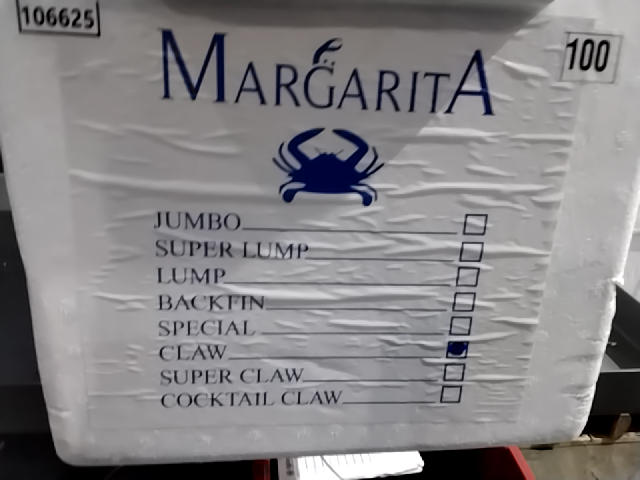 106625
100
MARGARITA
JUMBO
SUPER LUMP
LUMP
BACKFIN
SPECIAL
CLAW
SUPER CLAW
COCKTAIL CLAW